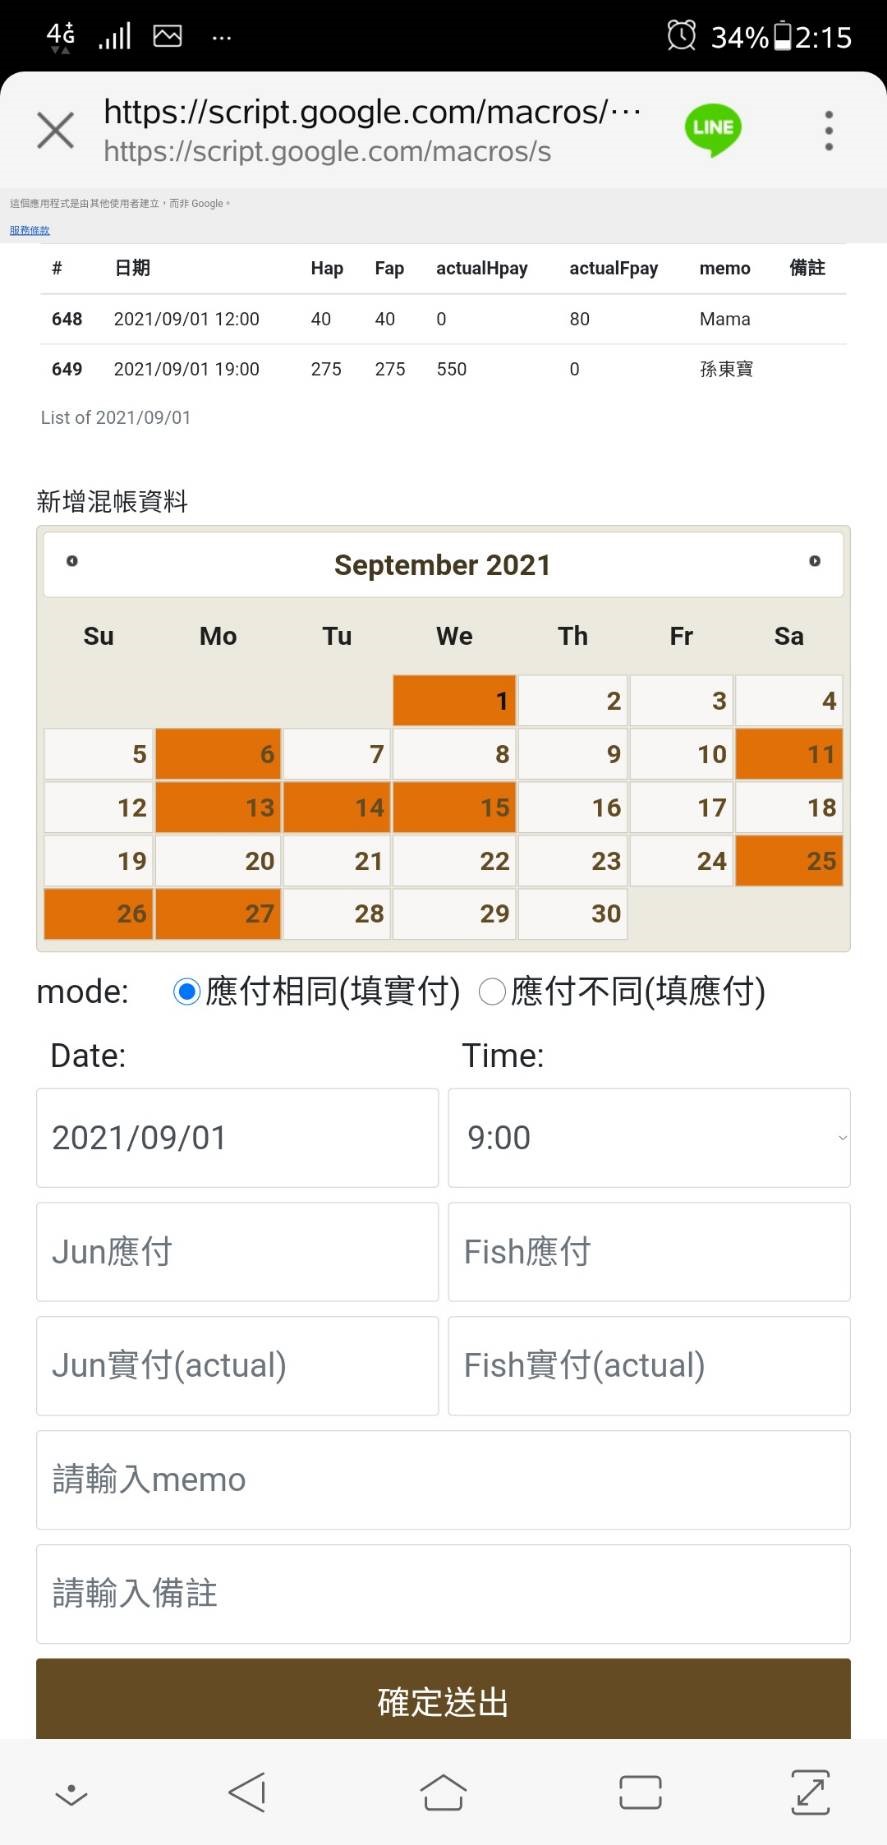 4G+ ... 34% 2:15
https://script.google.com/macros/… LINE
https://script.google.com/macros/s
這個應用程式是由其他使用者建立，而非 Google。
服務條款
# 日期 Hap Fap actualHpay actualFpay memo 備註
648 2021/09/01 12:00 40 40 0 80 Mama
649 2021/09/01 19:00 275 275 550 0 孫東寶
List of 2021/09/01
新增混帳資料
September 2021
Su Mo Tu We Th Fr Sa
1 2 3 4
5 6 7 8 9 10 11
12 13 14 15 16 17 18
19 20 21 22 23 24 25
26 27 28 29 30
mode: 應付相同(填實付) 應付不同(填應付)
Date: Time:
2021/09/01 9:00
Jun應付 Fish應付
Jun實付(actual) Fish實付(actual)
請輸入memo
請輸入備註
確定送出